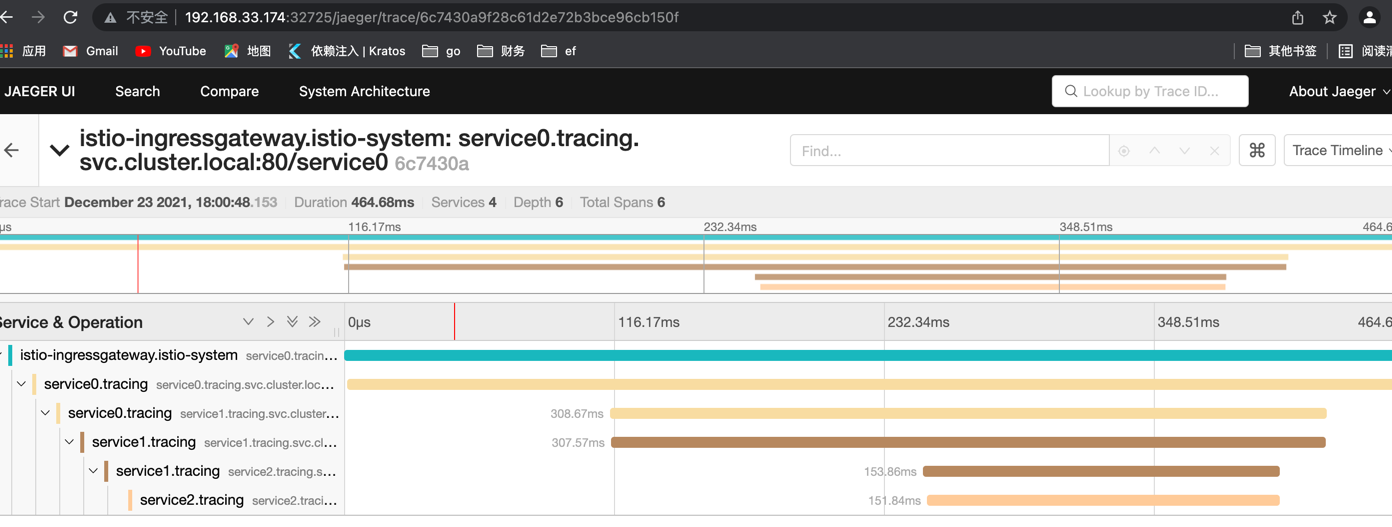 不安全 192.168.33.174:32725/jaeger/trace/6c7430a9f28c61d2e72b3bce96cb150f
应用 Gmail YouTube 地图 依赖注入 | Kratos go 财务 ef 其他书签 阅读清
JAEGER UI Search Compare System Architecture Lookup by Trace ID... About Jaeger
istio-ingressgateway.istio-system: service0.tracing.
svc.cluster.local:80/service0 6c7430a
Find... ⌘ Trace Timeline
race Start December 23 2021, 18:00:48.153 Duration 464.68ms Services 4 Depth 6 Total Spans 6
μs 116.17ms 232.34ms 348.51ms 464.6
Service & Operation 0μs 116.17ms 232.34ms 348.51ms 464.6
istio-ingressgateway.istio-system service0.tracin...
service0.tracing service0.tracing.svc.cluster.loc...
service0.tracing service1.tracing.svc.cluster... 308.67ms
service1.tracing service1.tracing.svc.cl... 307.57ms
service1.tracing service2.tracing.s... 153.86ms
service2.tracing service2.traci... 151.84ms